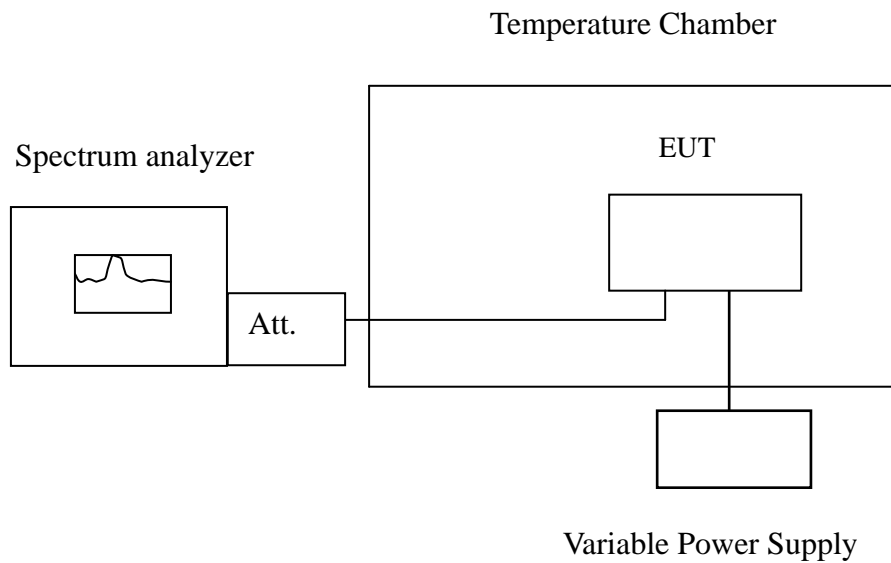 Temperature Chamber
Spectrum analyzer
EUT
Att.
Variable Power Supply